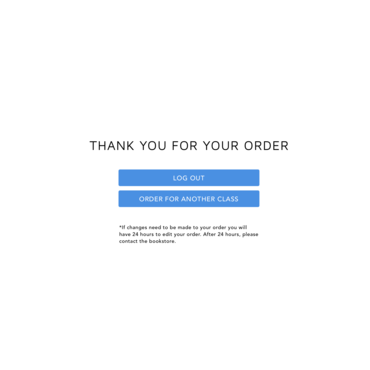 THANK YOU FOR YOUR ORDER
LOG OUT
ORDER FOR ANOTHER CLASS
*If changes need to be made to your order you will
have 24 hours to edit your order. After 24 hours, please
contact the bookstore.